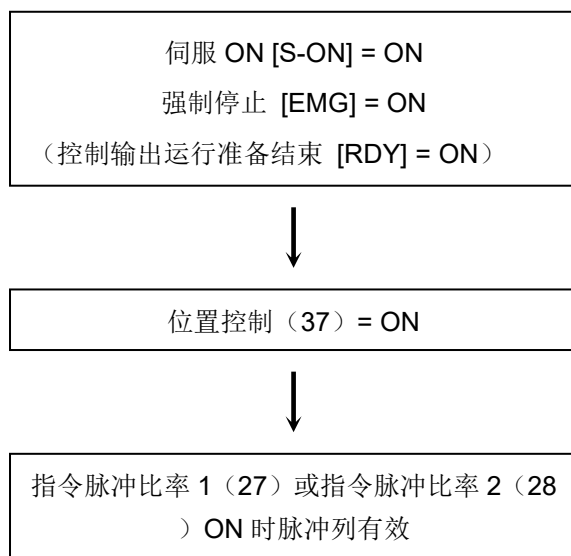 伺服 ON [S-ON] = ON
强制停止 [EMG] = ON
（控制输出运行准备结束 [RDY] = ON）
位置控制（37）= ON
指令脉冲比率 1（27）或指令脉冲比率 2（28
）ON 时脉冲列有效